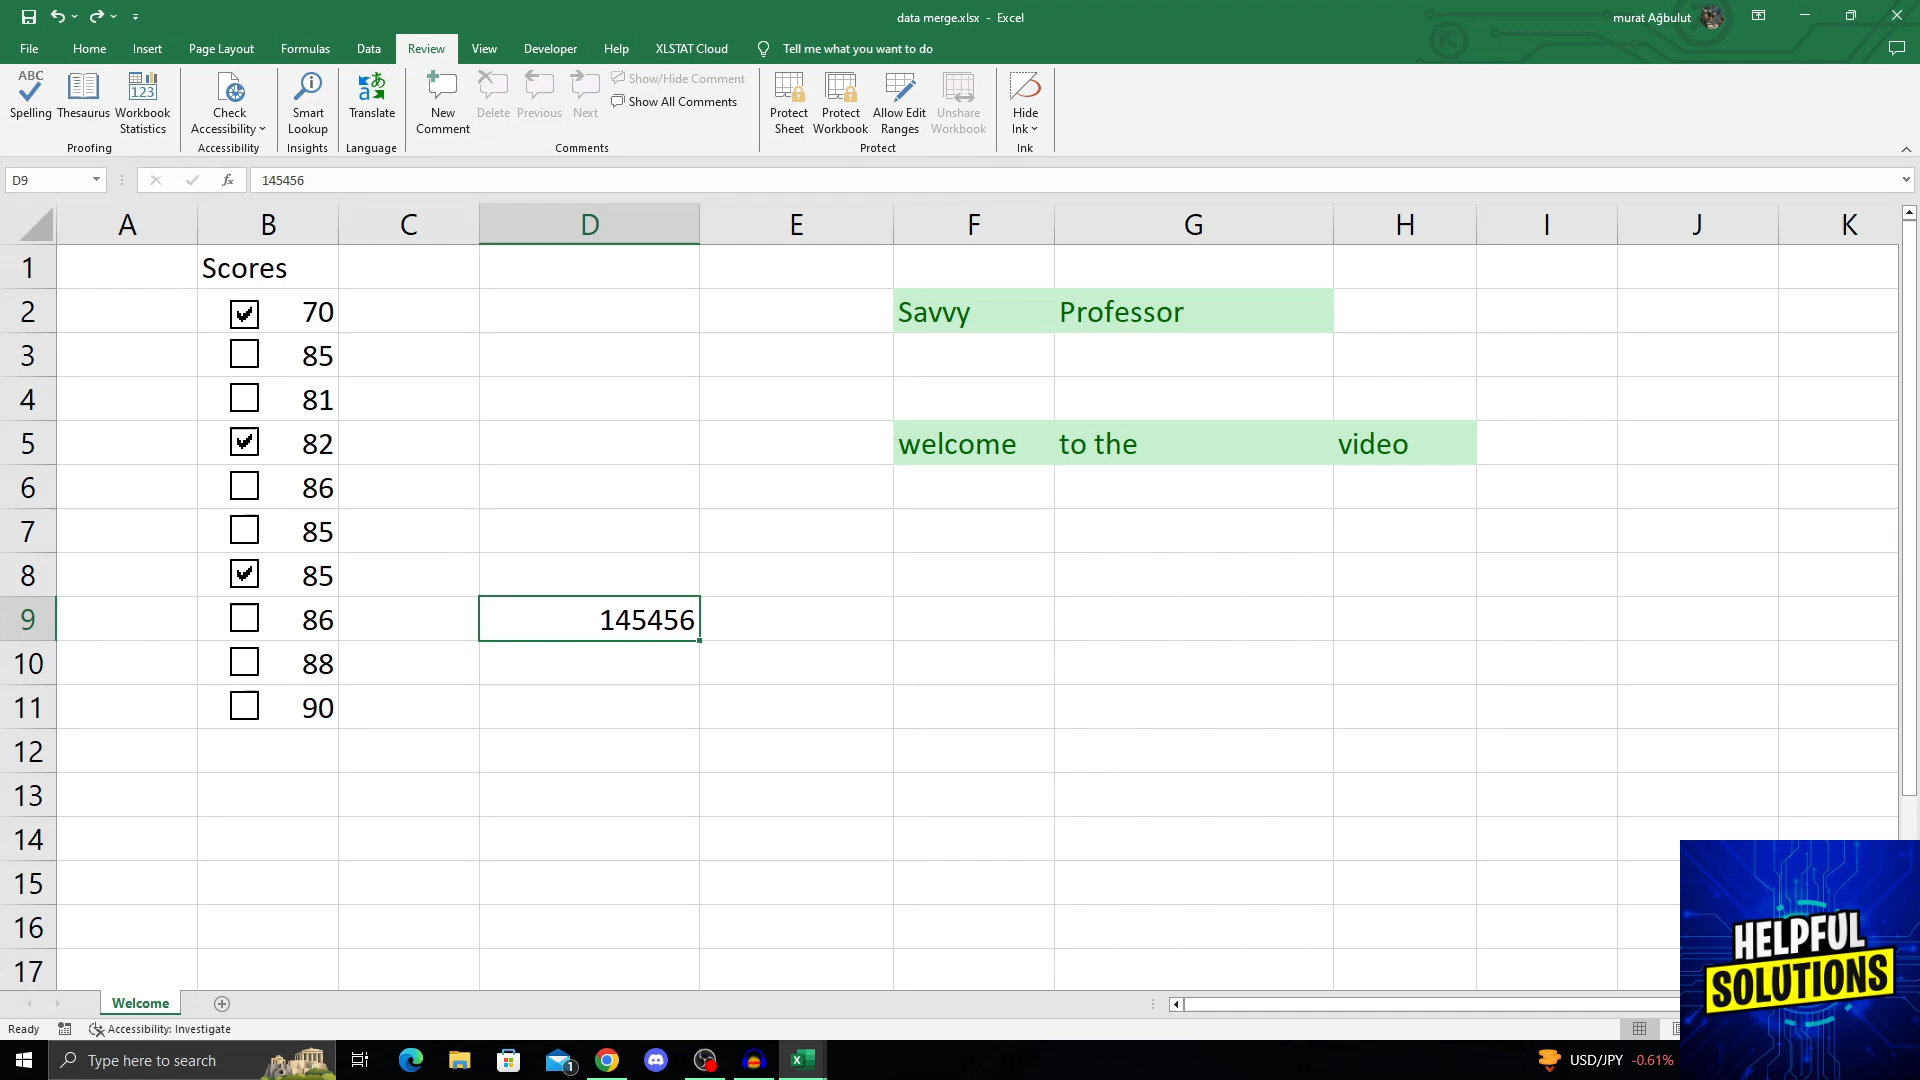 data merge.xlsx - Excel
murat Ağbulut
File Home Insert Page Layout Formulas Data Review View Developer Help XLSTAT Cloud Tell me what you want to do
ABC
Spelling
Thesaurus
123
Workbook
Statistics
Proofing
Check
Accessibility
Accessibility
Smart
Lookup
Insights
Translate
Language
New
Comment
Delete
Previous
Next
Show/Hide Comment
Show All Comments
Comments
Protect
Sheet
Protect
Workbook
Allow Edit
Ranges
Unshare
Workbook
Protect
Hide
Ink
Ink
D9 fx 145456
A B C D E F G H I J K
1 Scores
2 70 Savvy Professor
3 85
4 81
5 82 welcome to the video
6 86
7 85
8 85
9 86 145456
10 88
11 90
12
13
14
15
16
17
HELPFUL
SOLUTIONS
Welcome
Ready Accessibility: Investigate
Type here to search
1
USD/JPY -0.61%